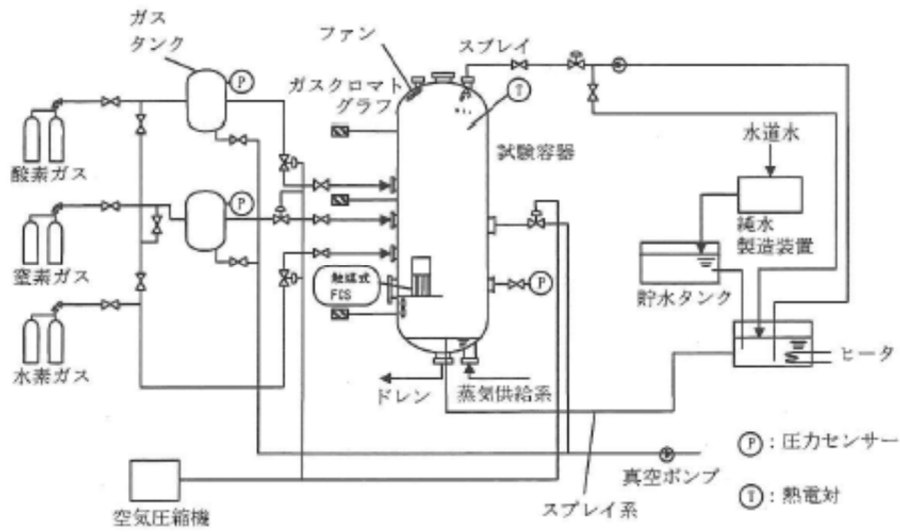 ガス
タンク
P
酸素ガス
P
窒素ガス
水素ガス
ファン
スプレイ
ガスクロマト
グラフ
T
試験容器
水道水
純水
製造装置
貯水タンク
触媒式
FCS
P
ヒータ
ドレン
蒸気供給系
P:圧力センサー
真空ポンプ
T:熱電対
スプレイ系
空気圧縮機